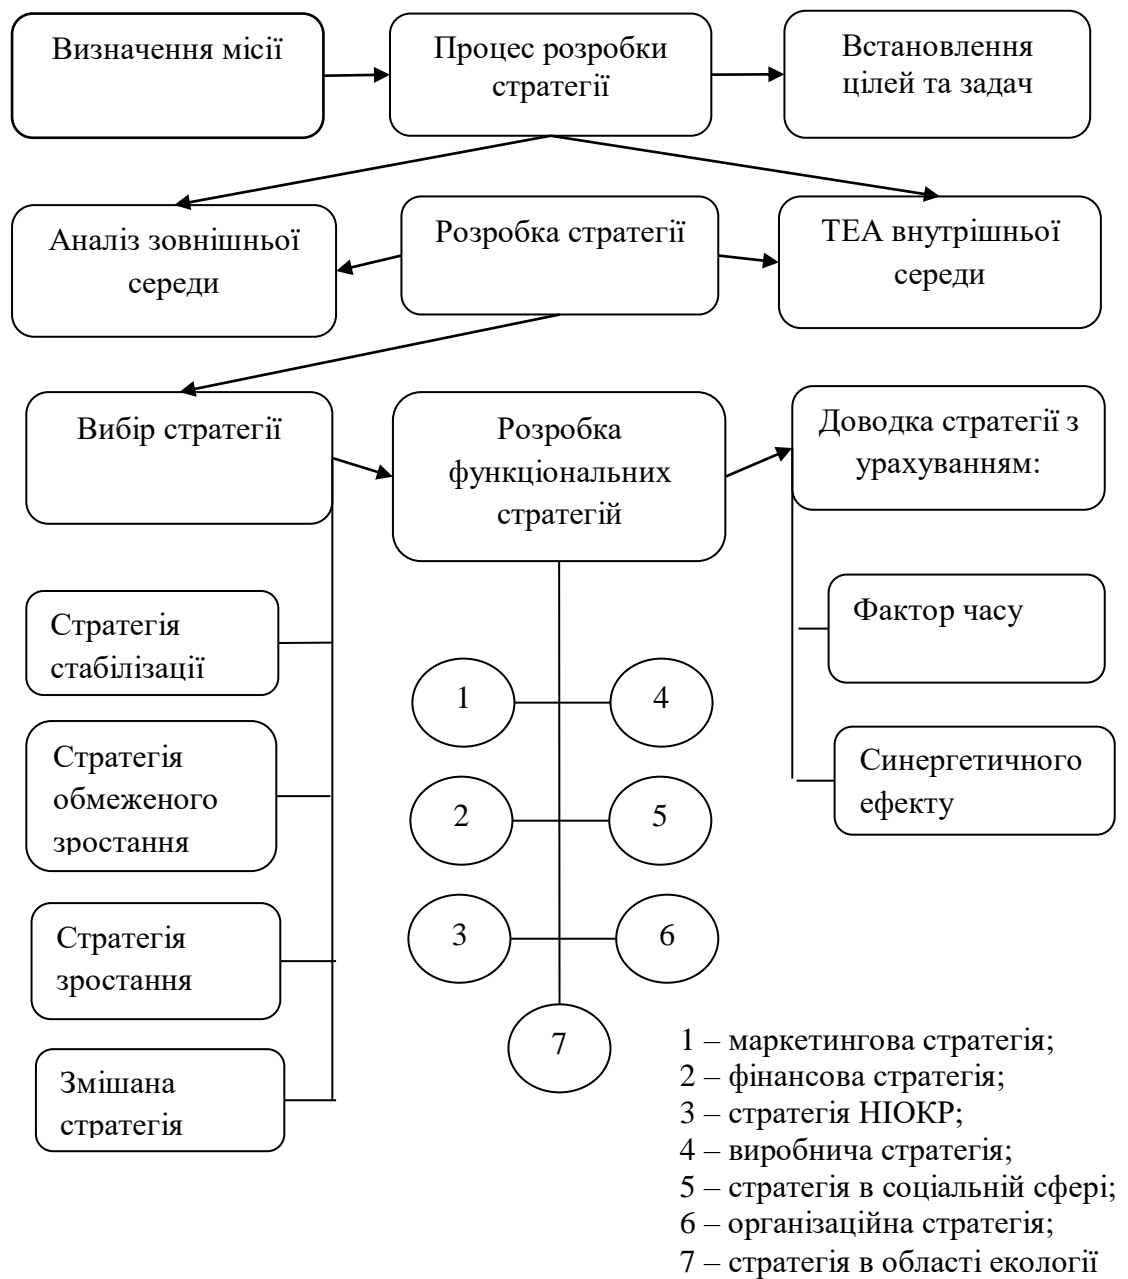 Визначення місії
Процес розробки
стратегії
Встановлення
цілей та задач
Аналіз зовнішньої
середи
Розробка стратегії
ТЕА внутрішньої
середи
Вибір стратегії
Розробка
функціональних
стратегій
Доводка стратегії з
урахуванням:
Стратегія
стабілізації
Стратегія
обмеженого
зростання
Стратегія
зростання
Змішана
стратегія
1
4
2
5
3
6
7
Фактор часу
Синергетичного
ефекту
1 – маркетингова стратегія;
2 – фінансова стратегія;
3 – стратегія НІОКР;
4 – виробнича стратегія;
5 – стратегія в соціальній сфері;
6 – організаційна стратегія;
7 – стратегія в області екології